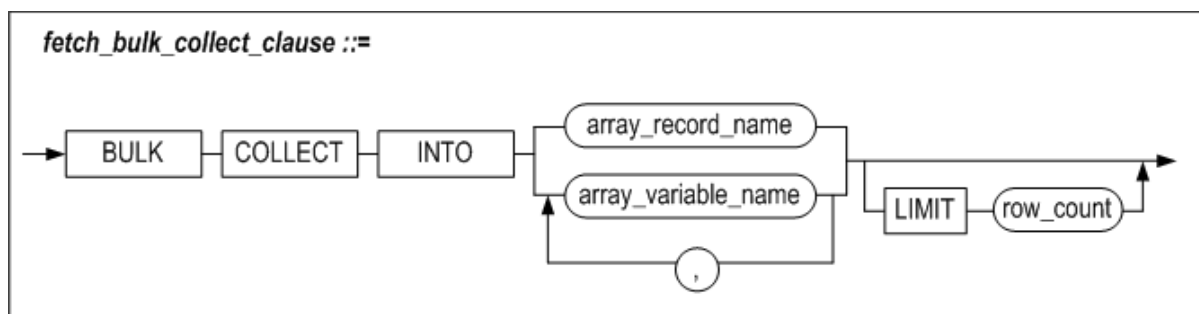 fetch_bulk_collect_clause ::=
array_record_name
BULK COLLECT INTO
array_variable_name
LIMIT row_count
,